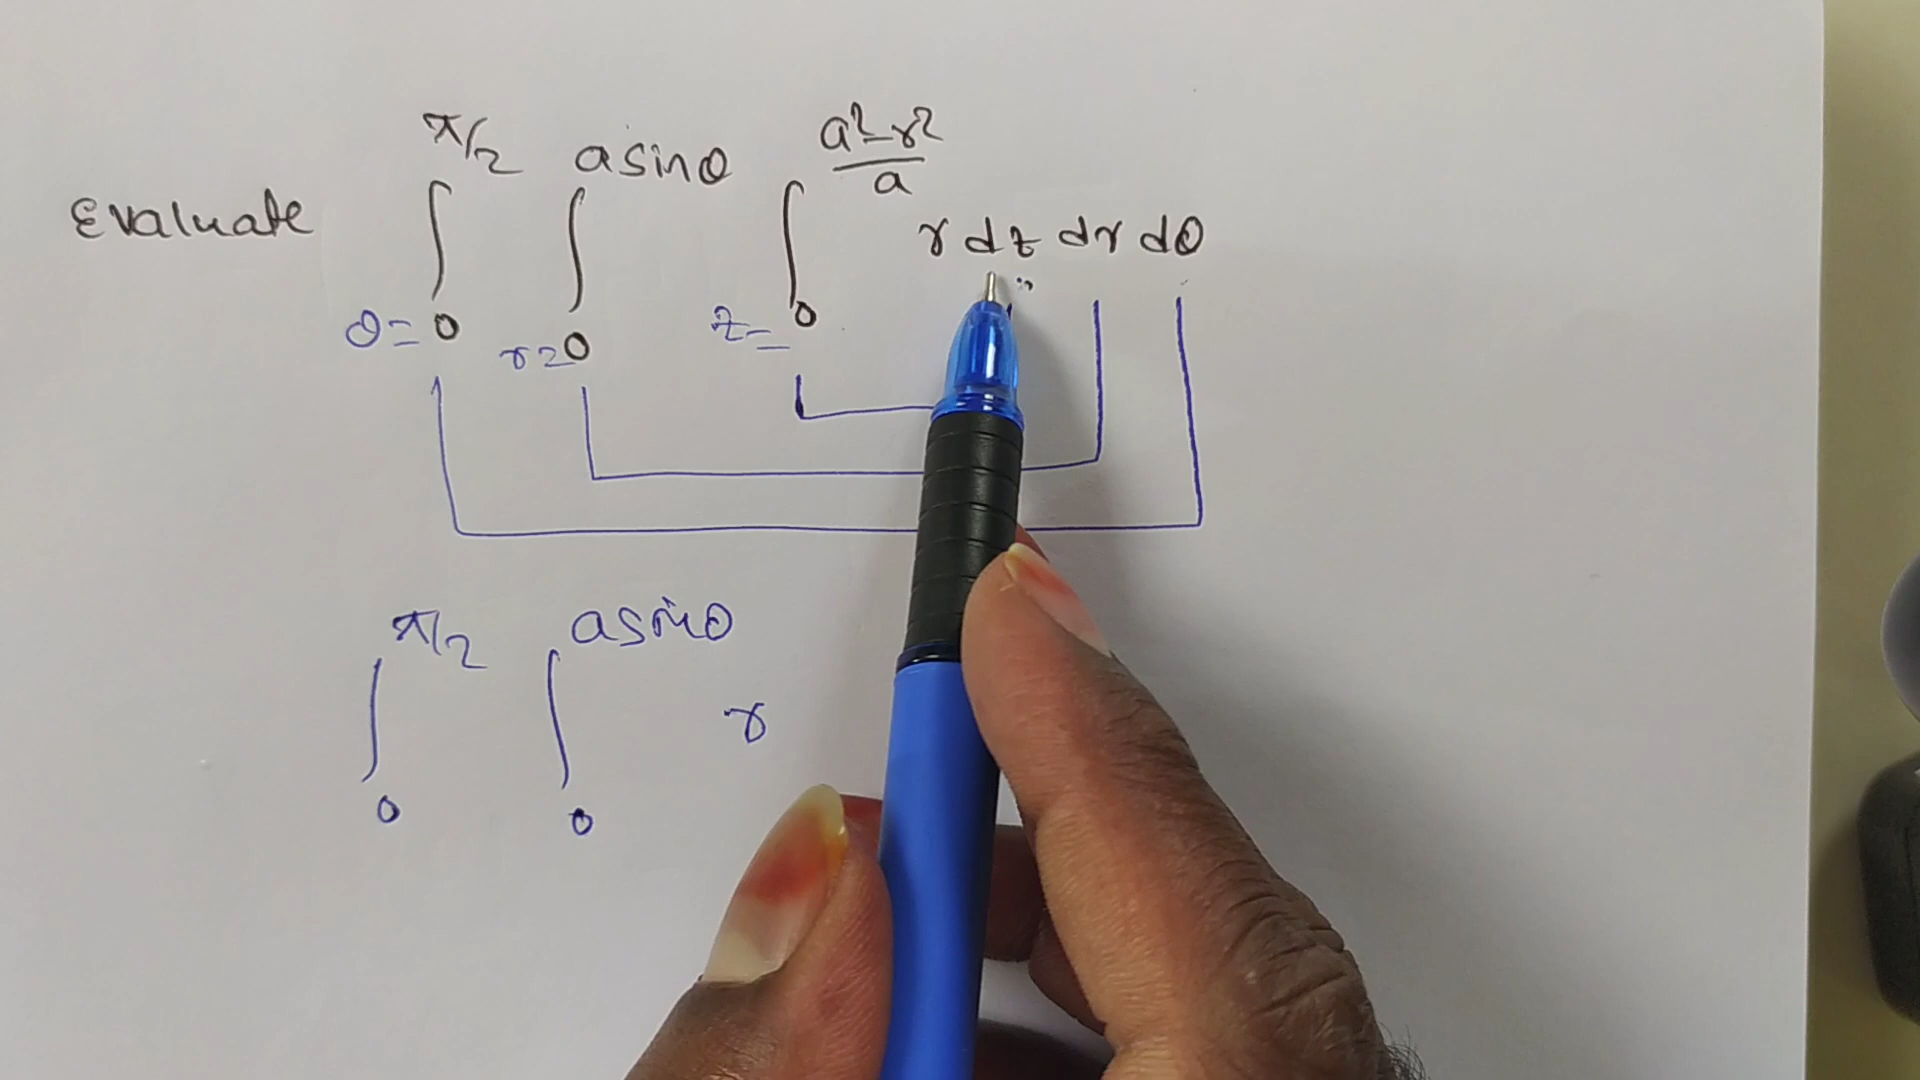 Evaluate ∫ π/2 θ=0 ∫ a sinθ r=0 ∫ (a²-r²)/a z=0 r dz dr dθ
∫ π/2 0 ∫ a sinθ 0 r